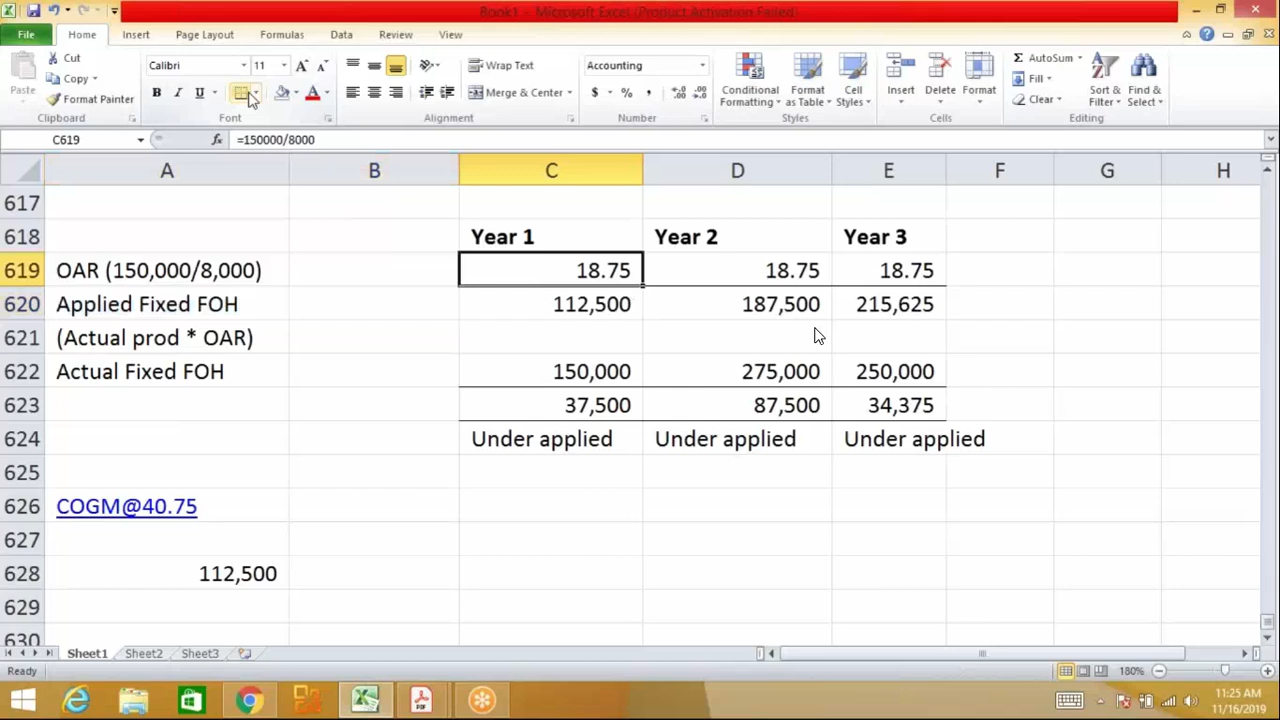 Book1 - Microsoft Excel (Product Activation Failed)
File Home Insert Page Layout Formulas Data Review View
Paste
Cut
Copy
Format Painter
Clipboard
Calibri 11
B I U A
Font
Wrap Text
Merge & Center
Alignment
Accounting
$ % ,
Number
Conditional Formatting
Format as Table
Cell Styles
Styles
Insert Delete Format
Cells
AutoSum
Fill
Clear
Sort & Filter
Find & Select
Editing
C619 fx =150000/8000
A B C D E F G H
617
618 Year 1 Year 2 Year 3
619 OAR (150,000/8,000) 18.75 18.75 18.75
620 Applied Fixed FOH 112,500 187,500 215,625
621 (Actual prod * OAR)
622 Actual Fixed FOH 150,000 275,000 250,000
623 37,500 87,500 34,375
624 Under applied Under applied Under applied
625
626 COGM@40.75
627
628 112,500
629
630
Sheet1 Sheet2 Sheet3
Ready 180%
11:25 AM
11/16/2019